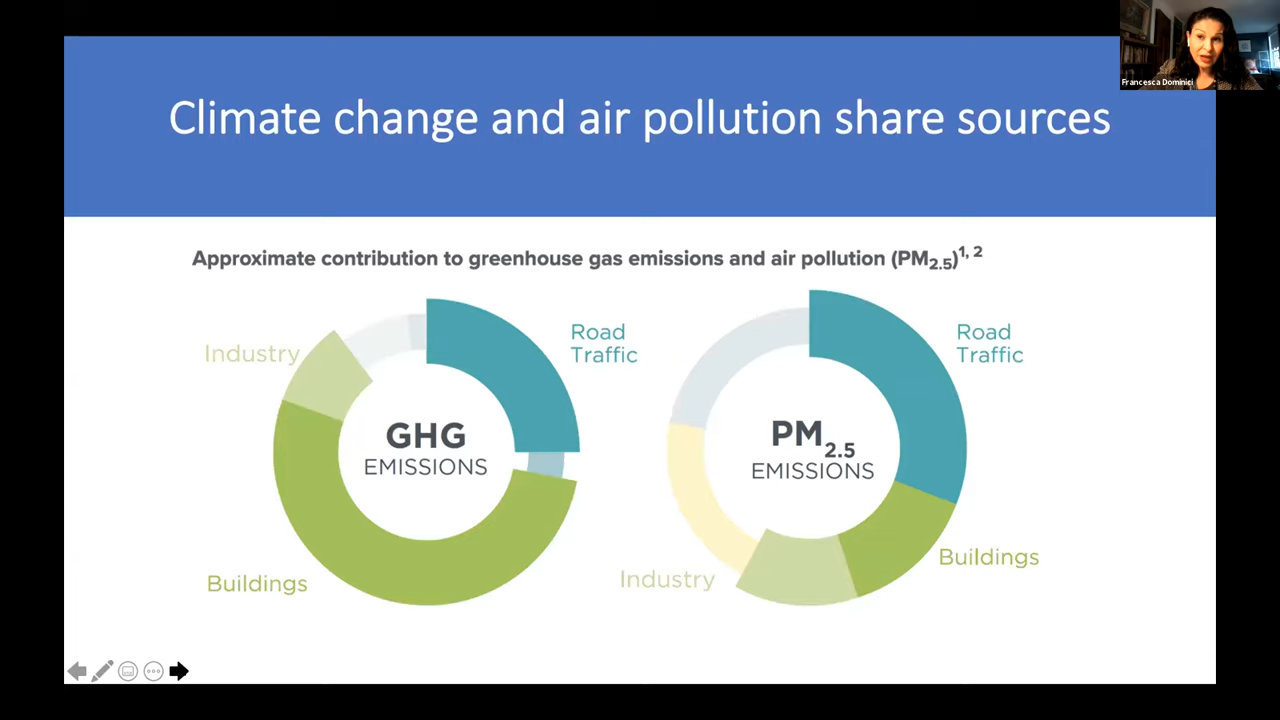 Francesca Dominici
Climate change and air pollution share sources
Approximate contribution to greenhouse gas emissions and air pollution (PM2.5)1, 2
Industry
Road
Traffic
GHG
EMISSIONS
Buildings
Road
Traffic
PM2.5
EMISSIONS
Industry
Buildings